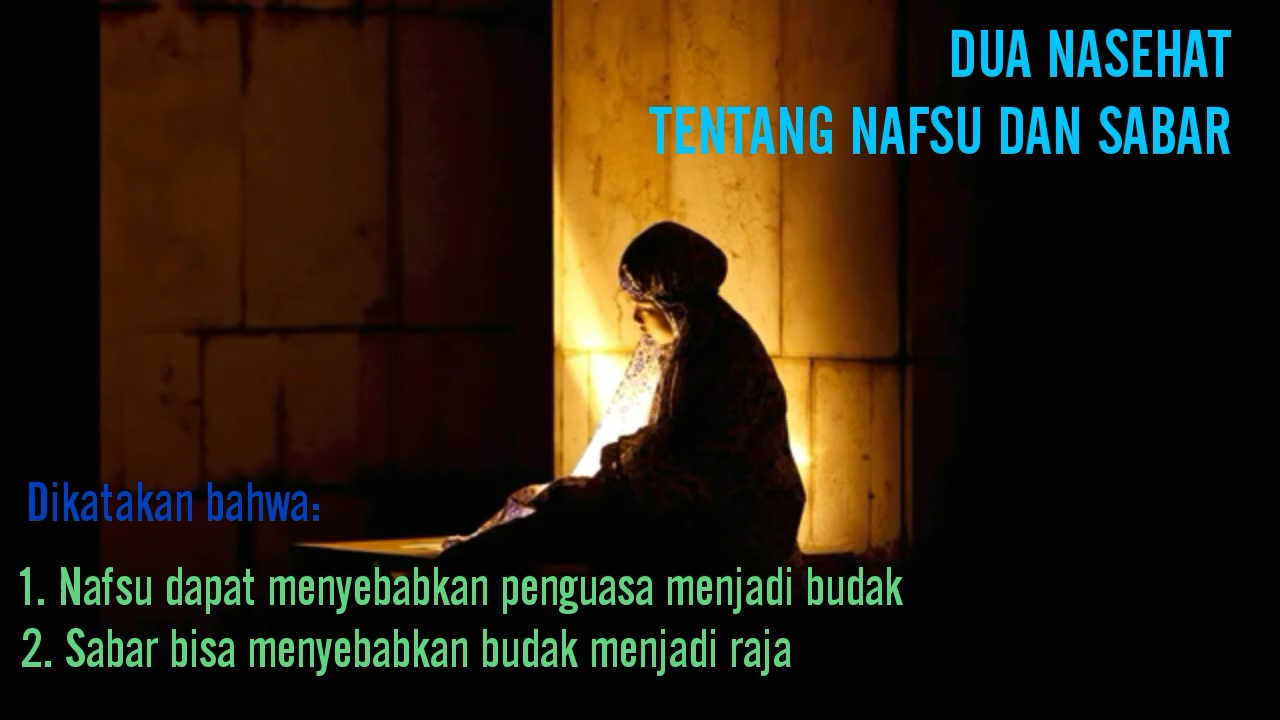 DUA NASEHAT
TENTANG NAFSU DAN SABAR
Dikatakan bahwa:
1. Nafsu dapat menyebabkan penguasa menjadi budak
2. Sabar bisa menyebabkan budak menjadi raja